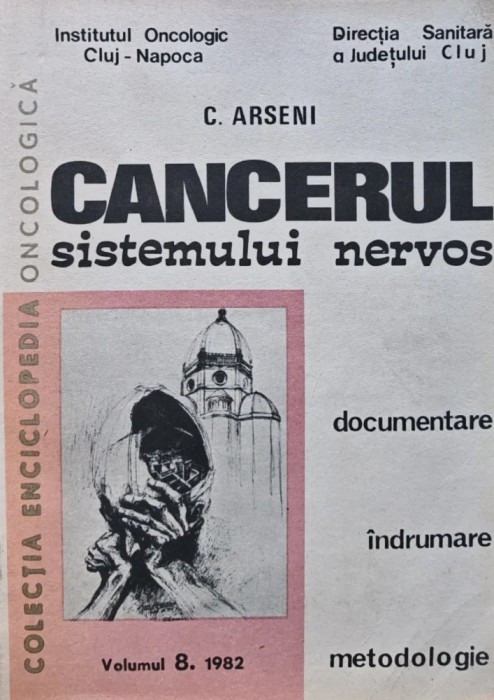 Institutul Oncologic
Cluj - Napoca
Direcția Sanitară
a Județului Cluj
C. ARSENI
CANCERUL
sistemului nervos
COLECȚIA ENCICLOPEDIA ONCOLOGICĂ
documentare
îndrumare
metodologie
Volumul 8. 1982